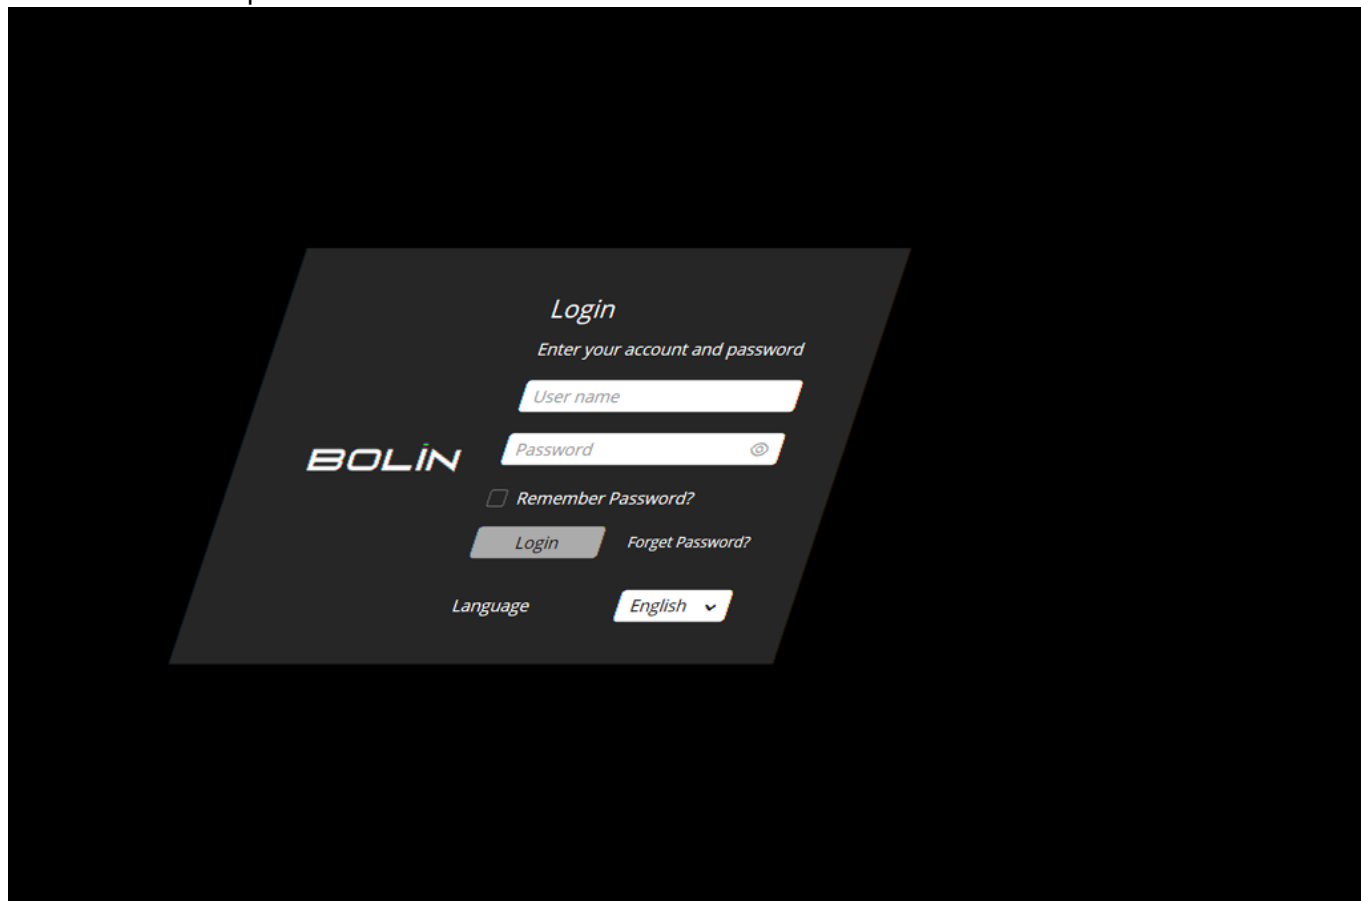 Login
Enter your account and password
User name
BOLIN
Password
Remember Password?
Login Forget Password?
Language English